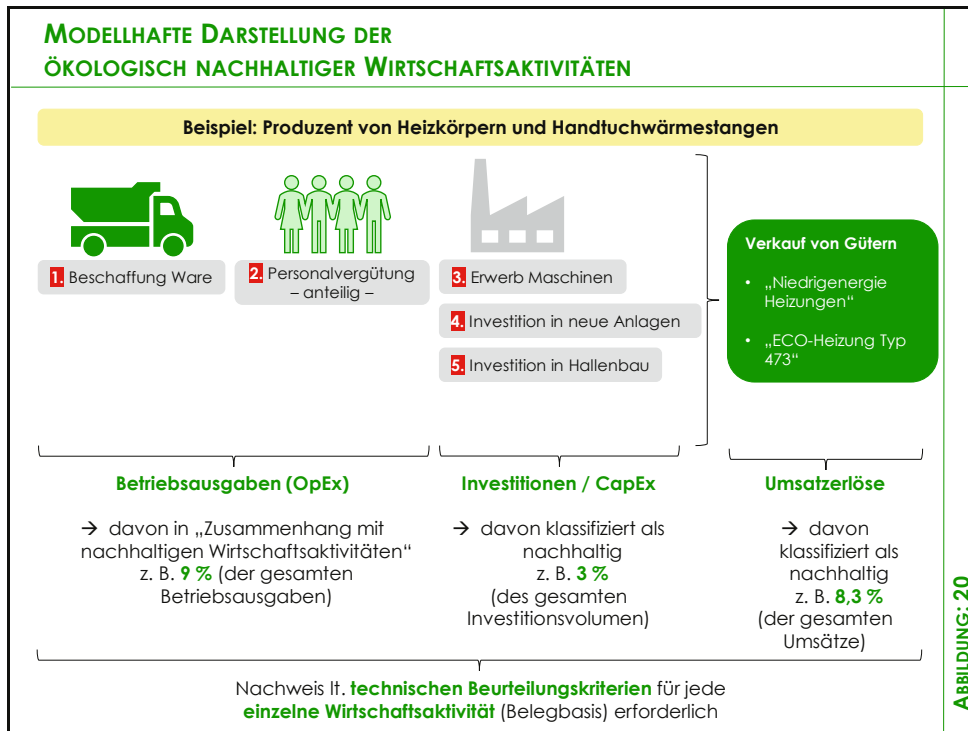 MODELLHAFTE DARSTELLUNG DER
ÖKOLOGISCH NACHHALTIGER WIRTSCHAFTSAKTIVITÄTEN
Beispiel: Produzent von Heizkörpern und Handtuchwärmestangen
1. Beschaffung Ware
2. Personalvergütung
– anteilig –
3. Erwerb Maschinen
4. Investition in neue Anlagen
5. Investition in Hallenbau
Verkauf von Gütern
• „Niedrigenergie
Heizungen“
• „ECO-Heizung Typ
473“
Betriebsausgaben (OpEx)
→ davon in „Zusammenhang mit
nachhaltigen Wirtschaftsaktivitäten“
z. B. 9 % (der gesamten
Betriebsausgaben)
Investitionen / CapEx
→ davon klassifiziert als
nachhaltig
z. B. 3 %
(des gesamten
Investitionsvolumen)
Umsatzerlöse
→ davon
klassifiziert als
nachhaltig
z. B. 8,3 %
(der gesamten
Umsätze)
Nachweis lt. technischen Beurteilungskriterien für jede
einzelne Wirtschaftsaktivität (Belegbasis) erforderlich
ABBILDUNG: 20